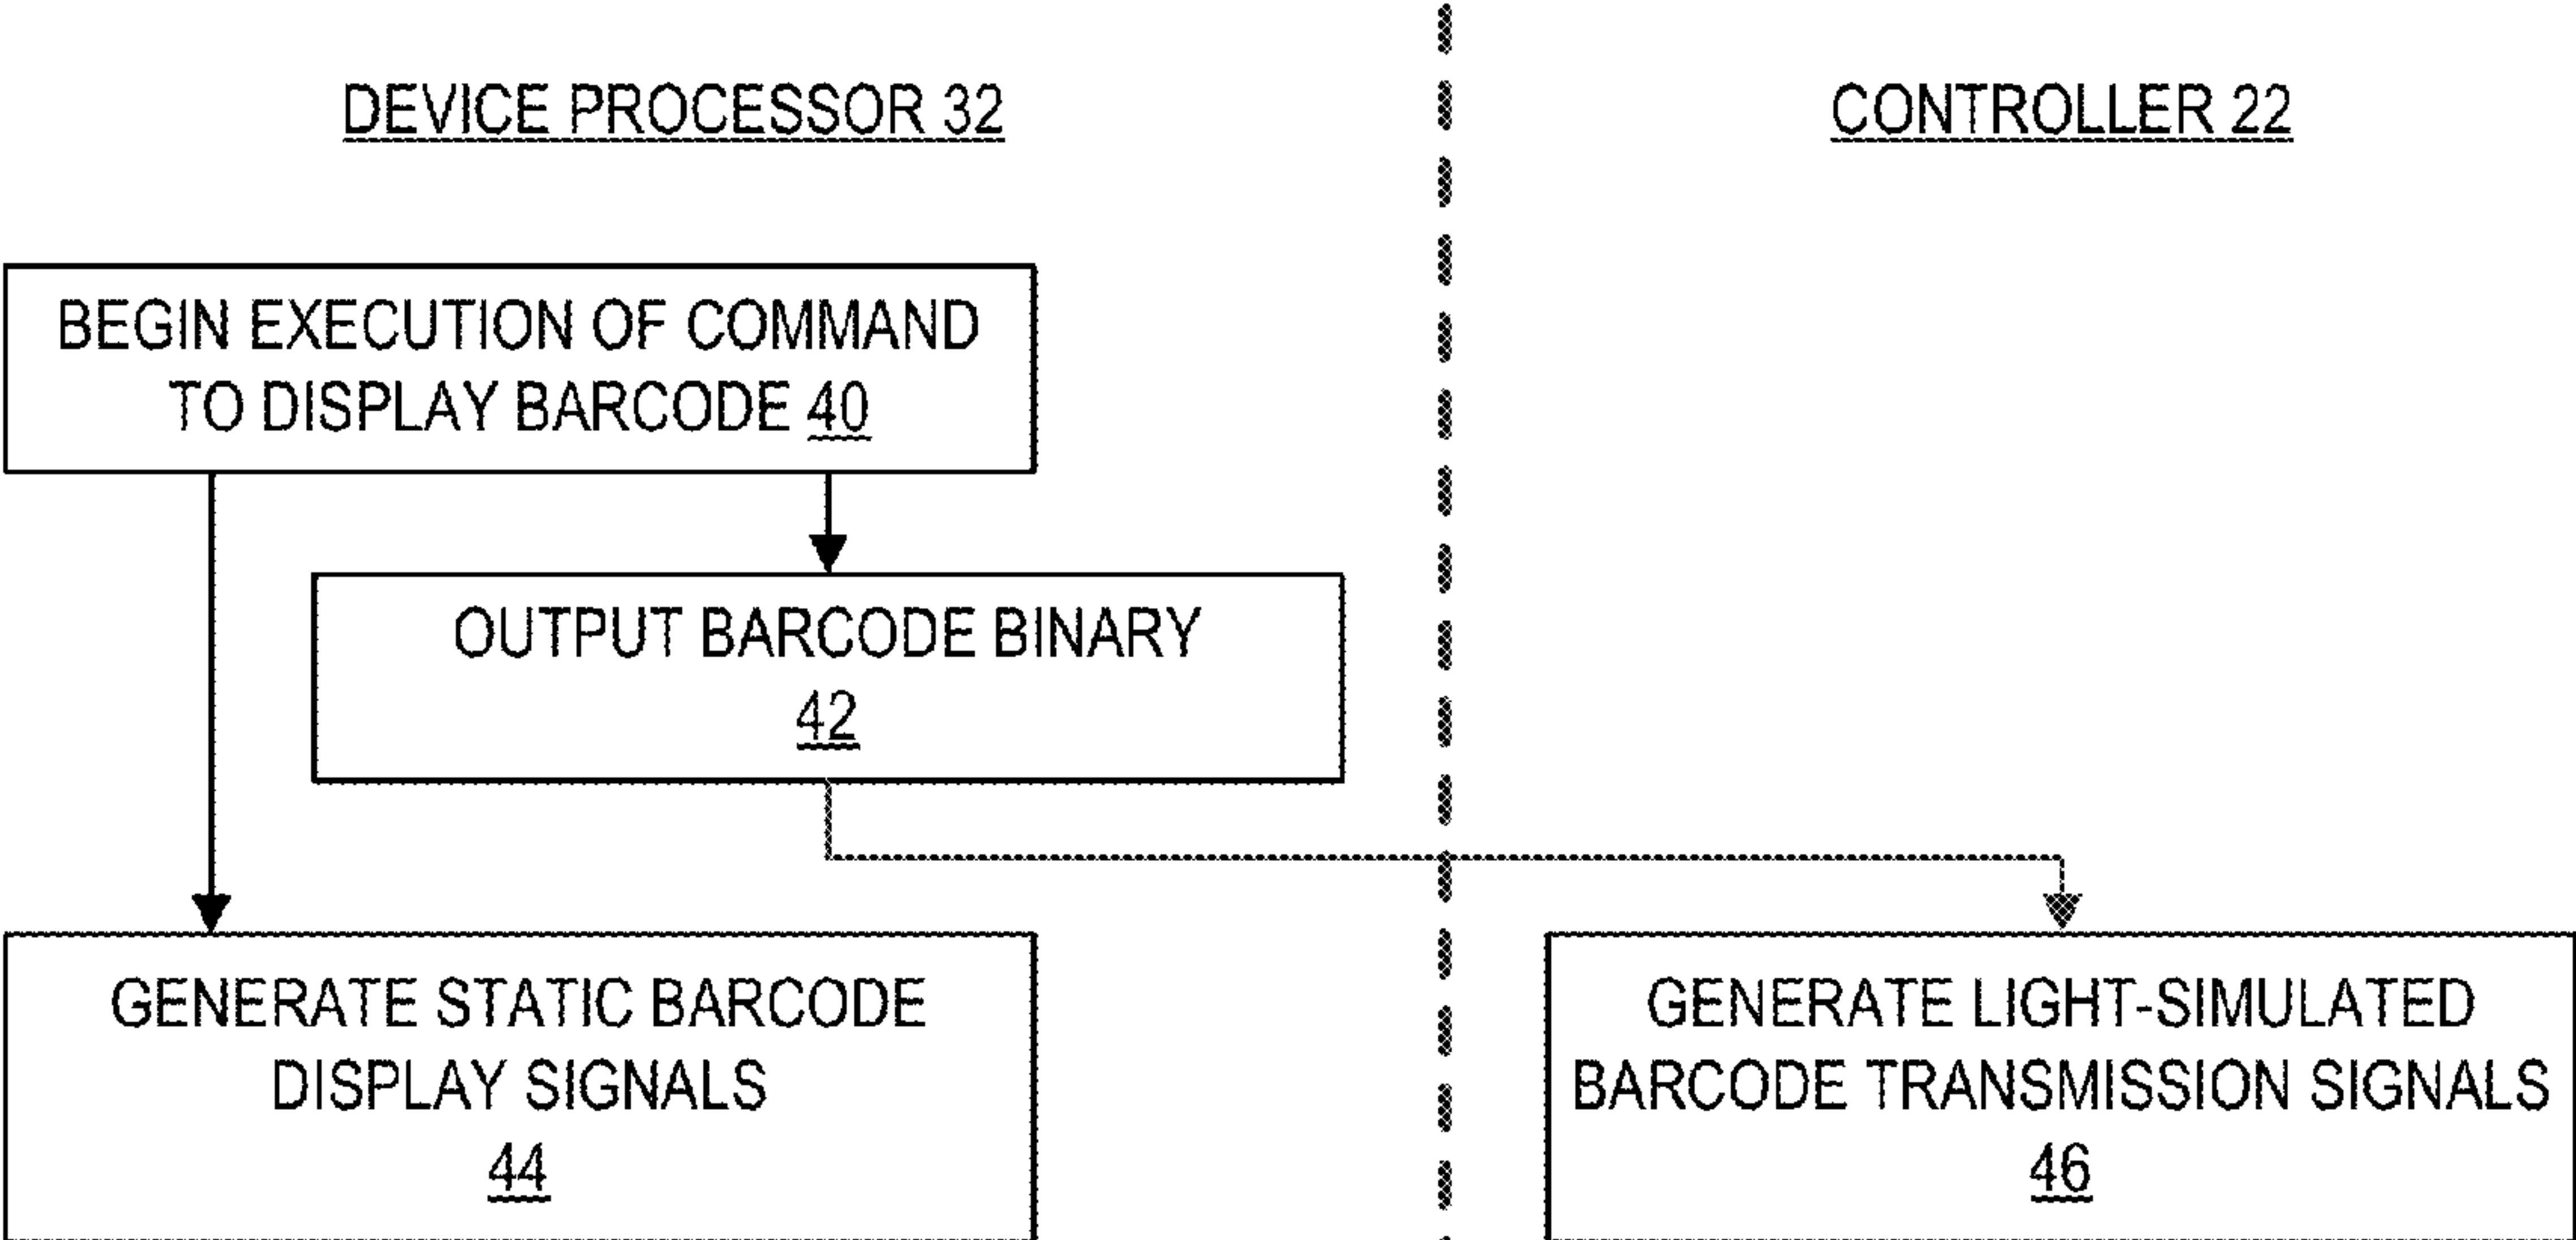 DEVICE PROCESSOR 32
CONTROLLER 22
BEGIN EXECUTION OF COMMAND
TO DISPLAY BARCODE 40
OUTPUT BARCODE BINARY
42
GENERATE STATIC BARCODE
DISPLAY SIGNALS
44
GENERATE LIGHT-SIMULATED
BARCODE TRANSMISSION SIGNALS
46